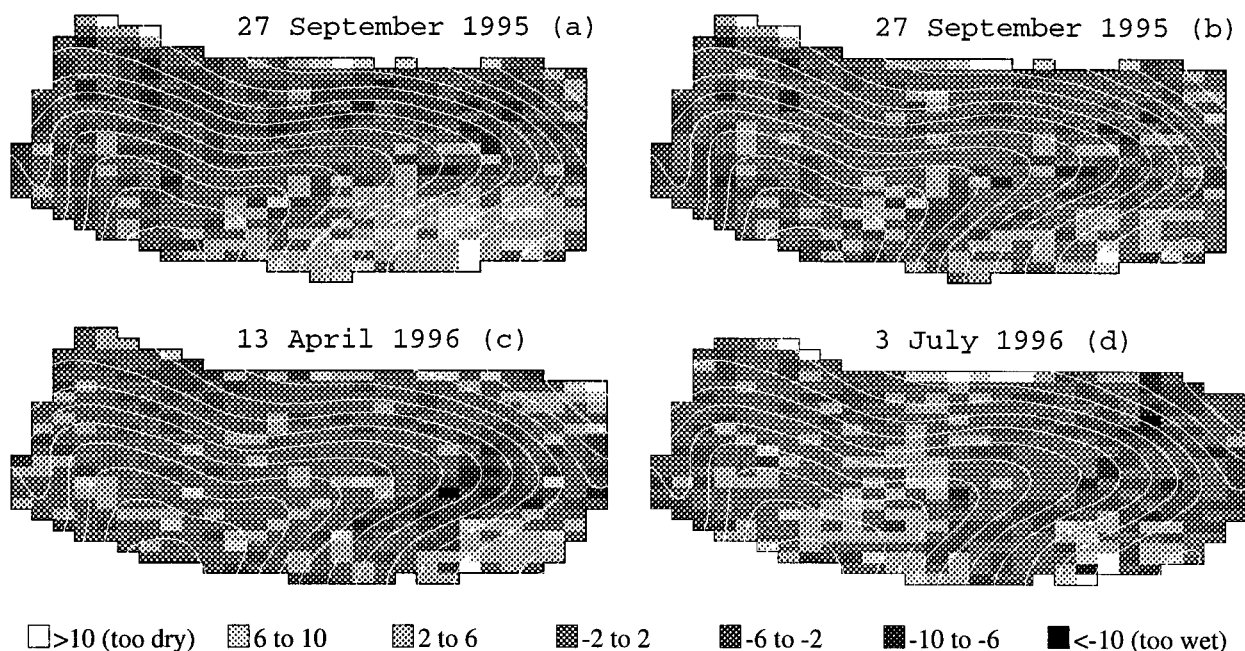 27 September 1995 (a)
27 September 1995 (b)
13 April 1996 (c)
3 July 1996 (d)
>10 (too dry) 6 to 10 2 to 6 -2 to 2 -6 to -2 -10 to -6 <-10 (too wet)